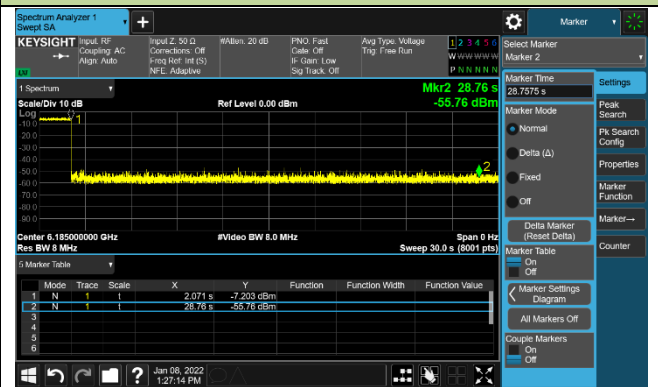 Spectrum Analyzer 1
Swept SA
Marker
KEYSIGHT
Input: RF
Coupling: AC
Align: Auto
Input Z: 50 Ω
Corrections: Off
Freq Ref: Int (S)
NFE: Adaptive
#Atten: 20 dB
PNO: Fast
Gate: Off
IF Gain: Low
Sig Track: Off
Avg Type: Voltage
Trig: Free Run
1 2 3 4 5 6
W W W W W W
P N N N N N
Select Marker
Marker 2
LW
1 Spectrum
Mkr2 28.76 s
Scale/Div 10 dB
Ref Level 0.00 dBm
-55.76 dBm
Log
-10.0
-20.0
-30.0
-40.0
-50.0
-60.0
-70.0
-80.0
-90.0
1
2
Center 6.185000000 GHz
#Video BW 8.0 MHz
Span 0 Hz
Res BW 8 MHz
Sweep 30.0 s (8001 pts)
5 Marker Table
Mode Trace Scale X Y Function Function Width Function Value
1 N 1 t 2.071 s -7.203 dBm
2 N 1 t 28.76 s -55.76 dBm
3
4
5
6
Marker Time
28.7575 s
Marker Mode
Normal
Delta (Δ)
Fixed
Off
Delta Marker
(Reset Delta)
Marker Table
On
Off
Marker Settings
Diagram
All Markers Off
Couple Markers
On
Off
Settings
Peak
Search
Pk Search
Config
Properties
Marker
Function
Marker→
Counter
?
Jan 08, 2022
1:27:14 PM